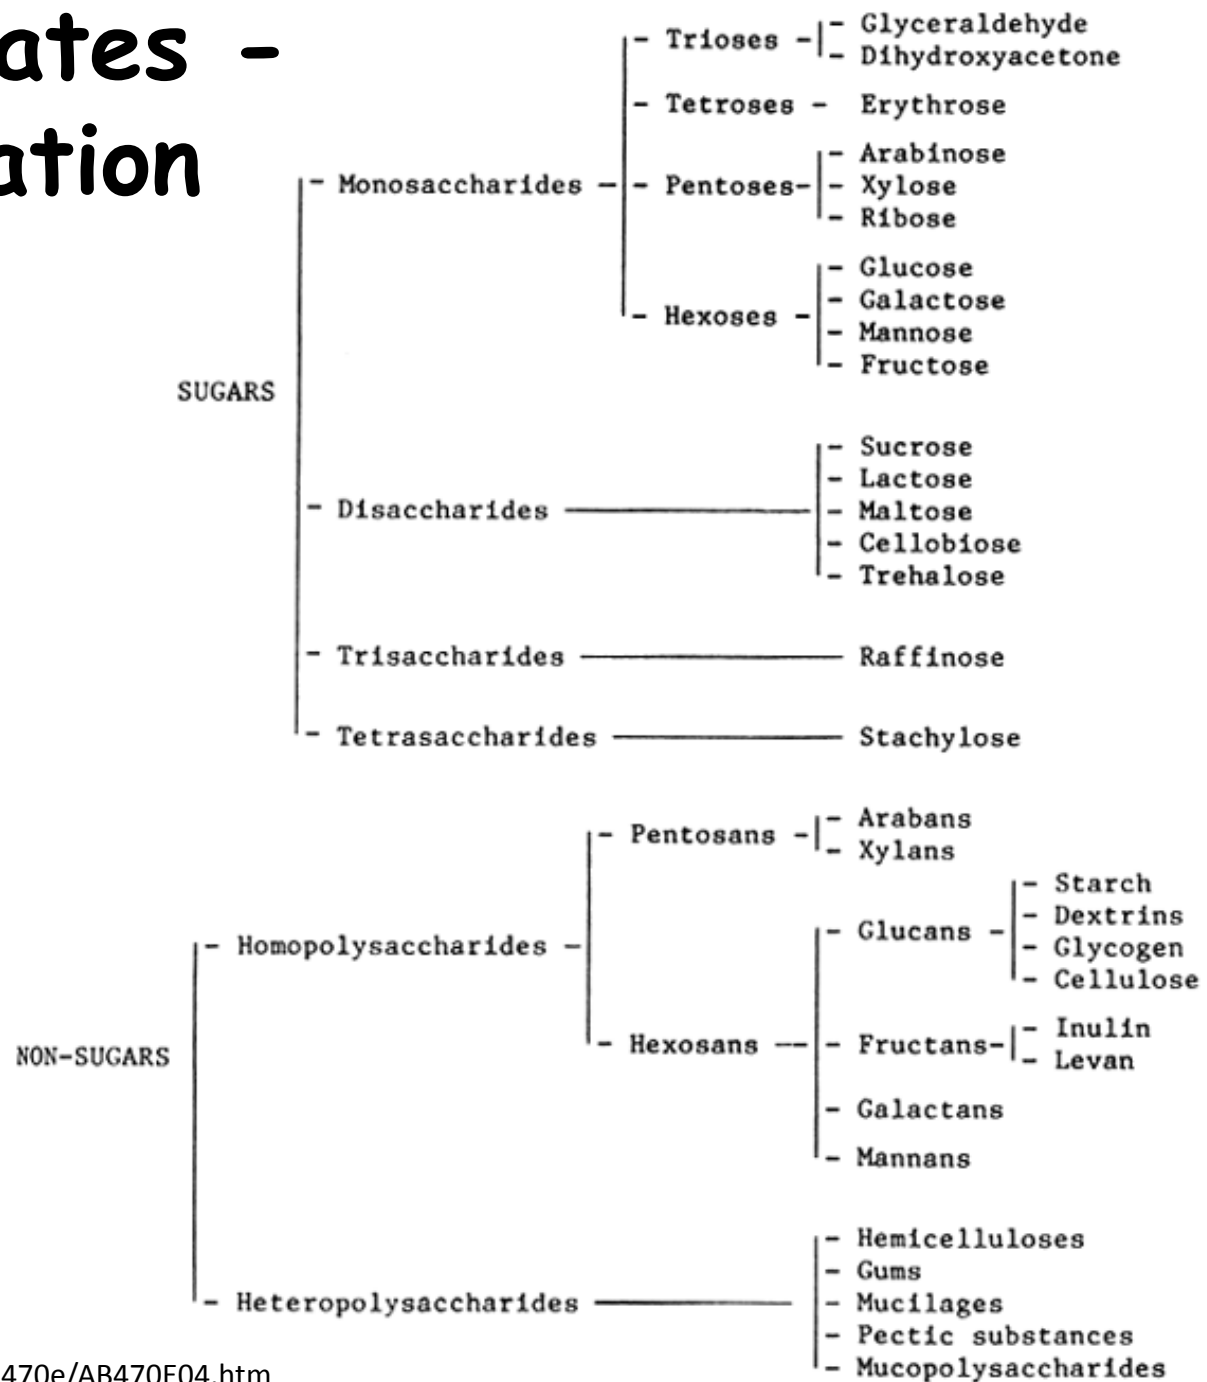 ates -
ation
- Glyceraldehyde
- Trioses -
- Dihydroxyacetone
- Tetroses - Erythrose
- Arabinose
- Monosaccharides - - Pentoses- - Xylose
- Ribose
- Glucose
- Galactose
- Hexoses -
- Mannose
- Fructose
SUGARS
- Sucrose
- Lactose
- Disaccharides - Maltose
- Cellobiose
- Trehalose
- Trisaccharides Raffinose
- Tetrasaccharides Stachylose
- Arabans
- Pentosans -
- Xylans
- Starch
- Dextrins
- Glucans -
- Homopolysaccharides - - Glycogen
- Cellulose
- Inulin
- Hexosans -- - Fructans-
NON-SUGARS
- Levan
- Galactans
- Mannans
- Hemicelluloses
- Gums
- Heteropolysaccharides - Mucilages
- Pectic substances
- Mucopolysaccharides
470e/AB470E04.htm